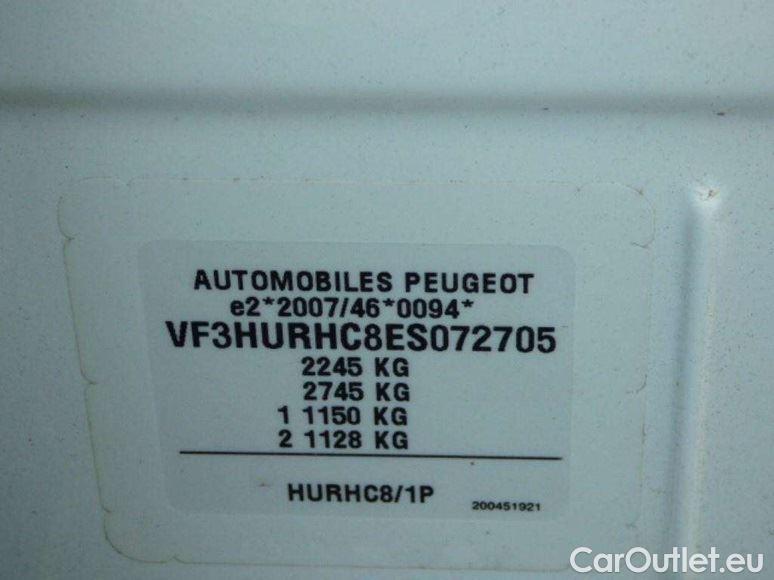 AUTOMOBILES PEUGEOT
e2*2007/46*0094*
VF3HURHC8ES072705
2245 KG
2745 KG
1 1150 KG
2 1128 KG
HURHC8/1P
200451921
CarOutlet.eu